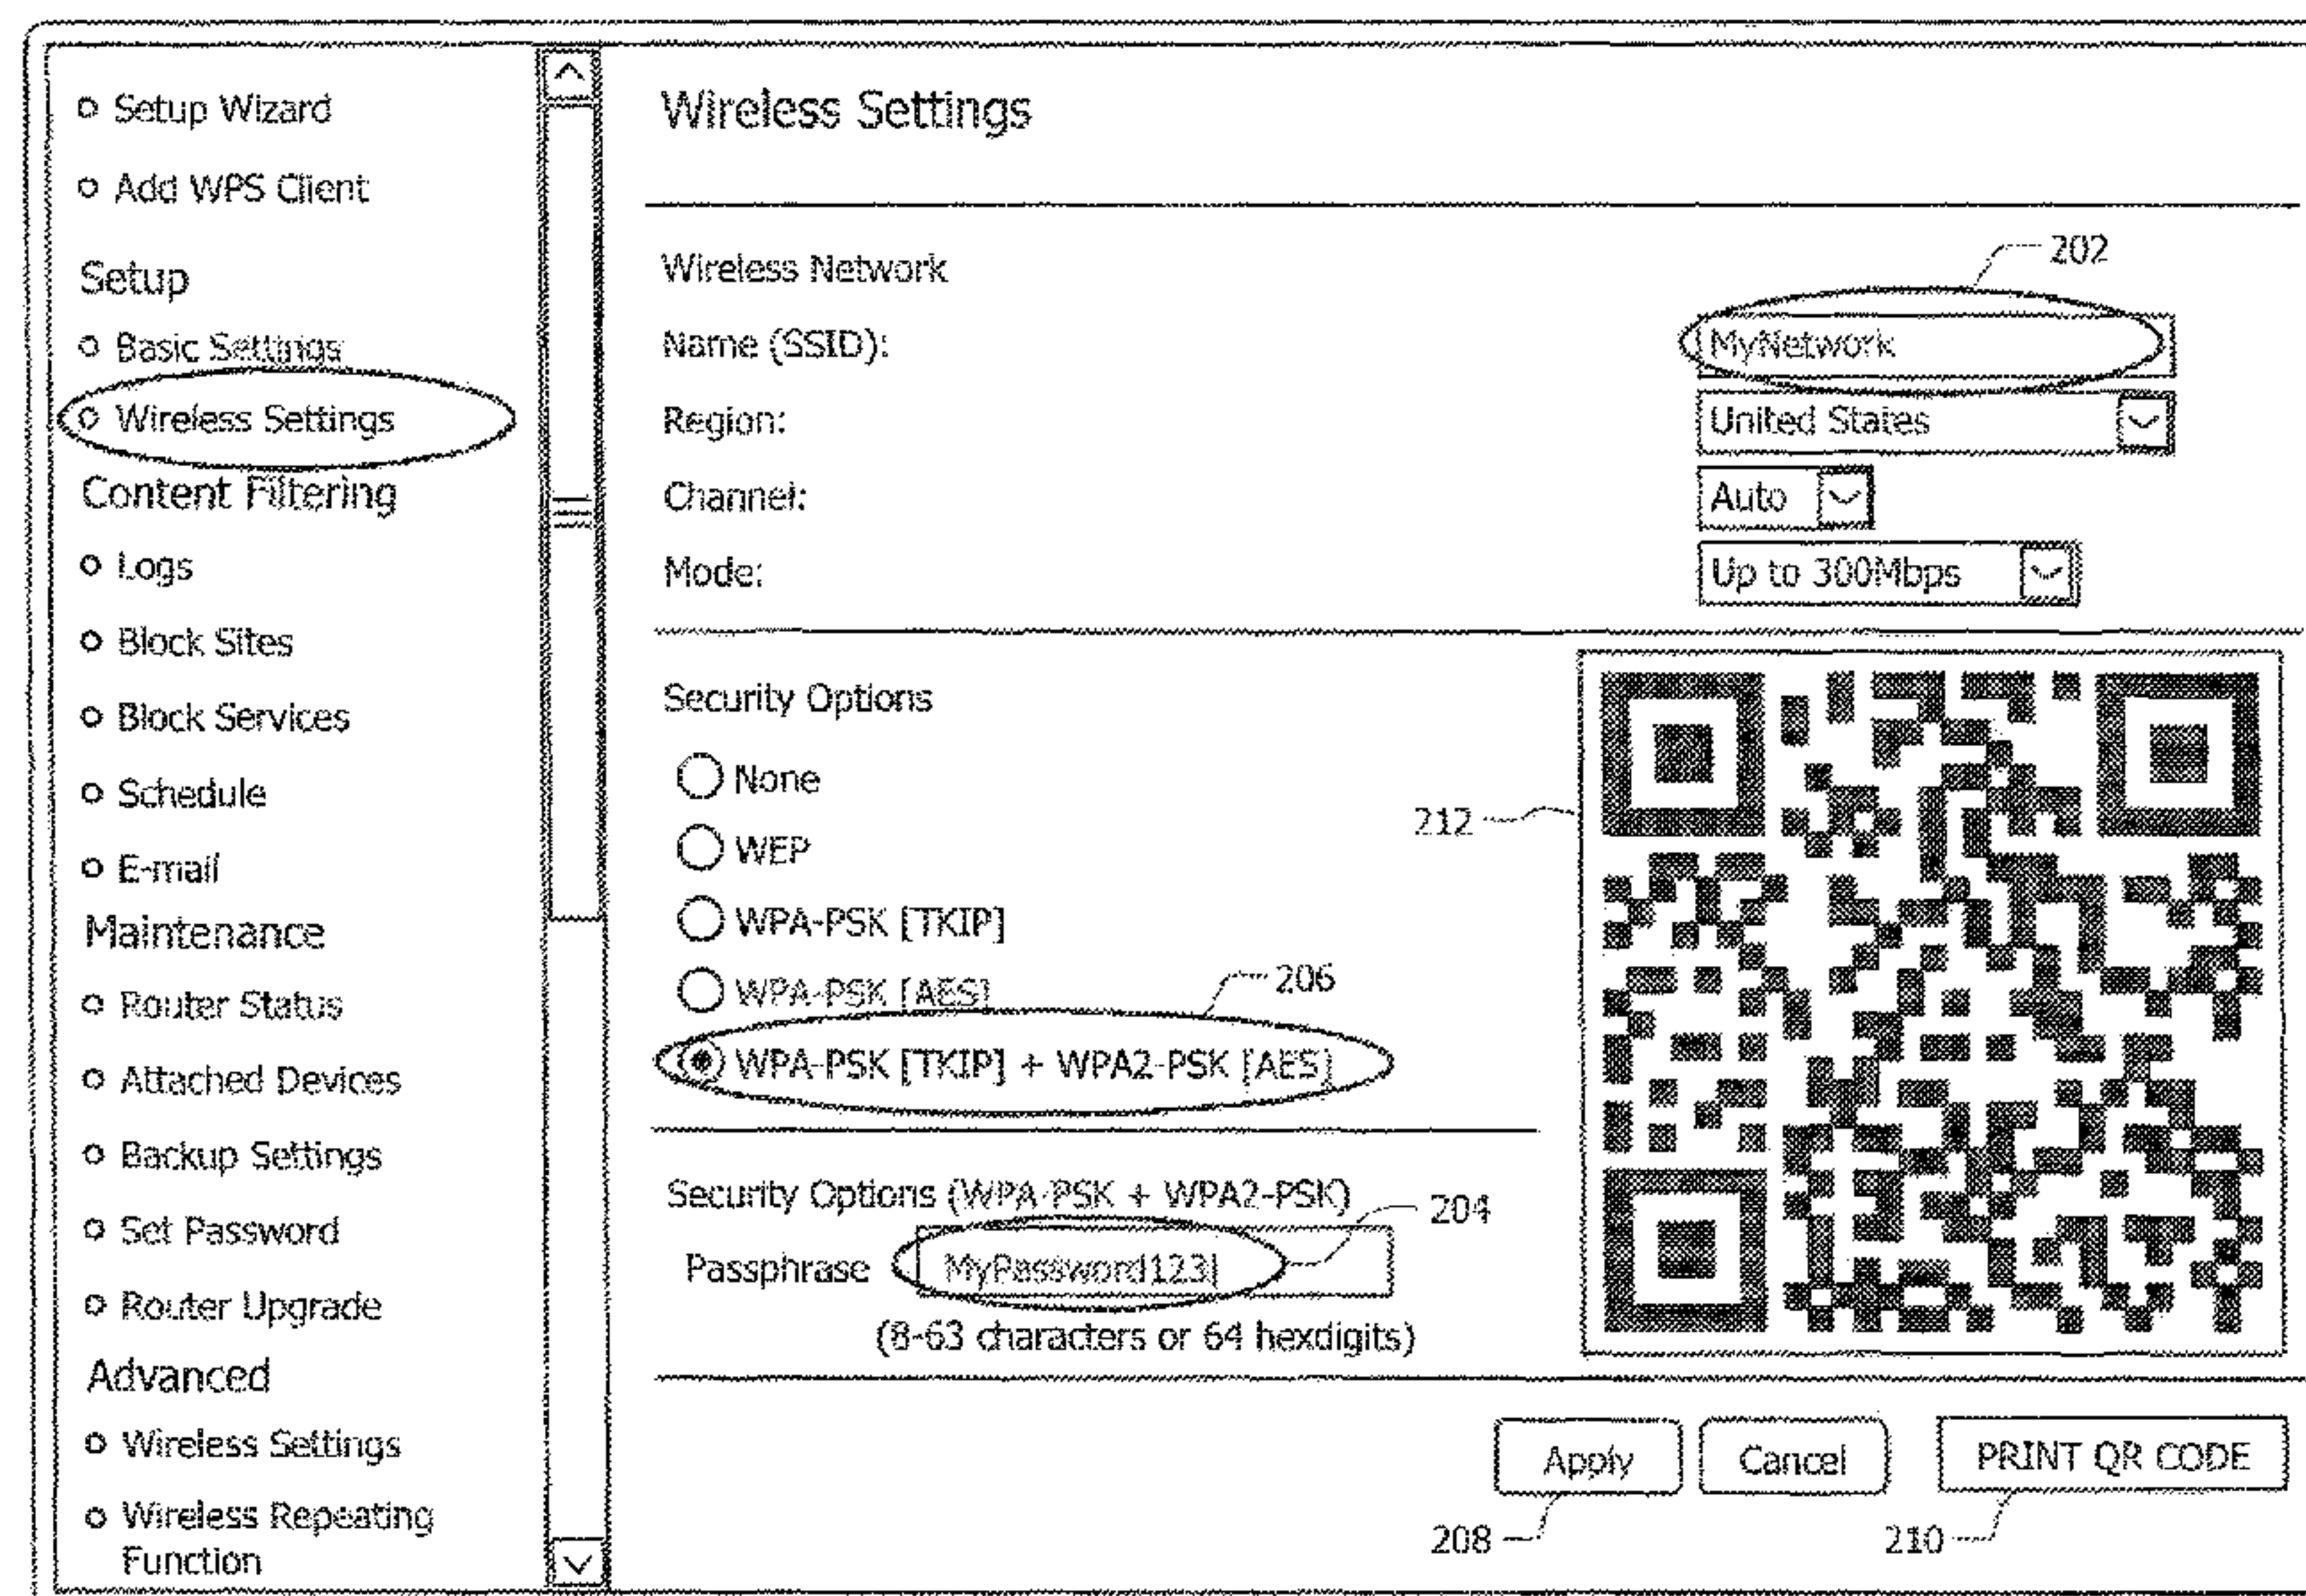 Setup Wizard
Add WPS Client
Setup
Basic Settings
Wireless Settings
Content Filtering
Logs
Block Sites
Block Services
Schedule
E-mail
Maintenance
Router Status
Attached Devices
Backup Settings
Set Password
Router Upgrade
Advanced
Wireless Settings
Wireless Repeating
Function
Wireless Settings
Wireless Network
202
Name (SSID): MyNetwork
Region: United States
Channel: Auto
Mode: Up to 300Mbps
Security Options
None
212
WEP
WPA-PSK [TKIP]
WPA-PSK [AES]
206
WPA-PSK [TKIP] + WPA2-PSK [AES]
Security Options (WPA-PSK + WPA2-PSK)
204
Passphrase MyPassword123
(8-63 characters or 64 hexdigits)
Apply Cancel PRINT QR CODE
208 210